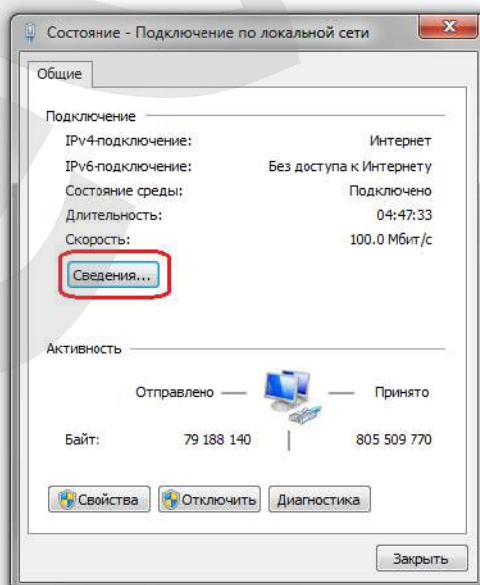 Состояние - Подключение по локальной сети
Общие
Подключение
IPv4-подключение: Интернет
IPv6-подключение: Без доступа к Интернету
Состояние среды: Подключено
Длительность: 04:47:33
Скорость: 100.0 Мбит/с
Сведения...
Активность
Отправлено — — Принято
Байт: 79 188 140 | 805 509 770
Свойства Отключить Диагностика
Закрыть